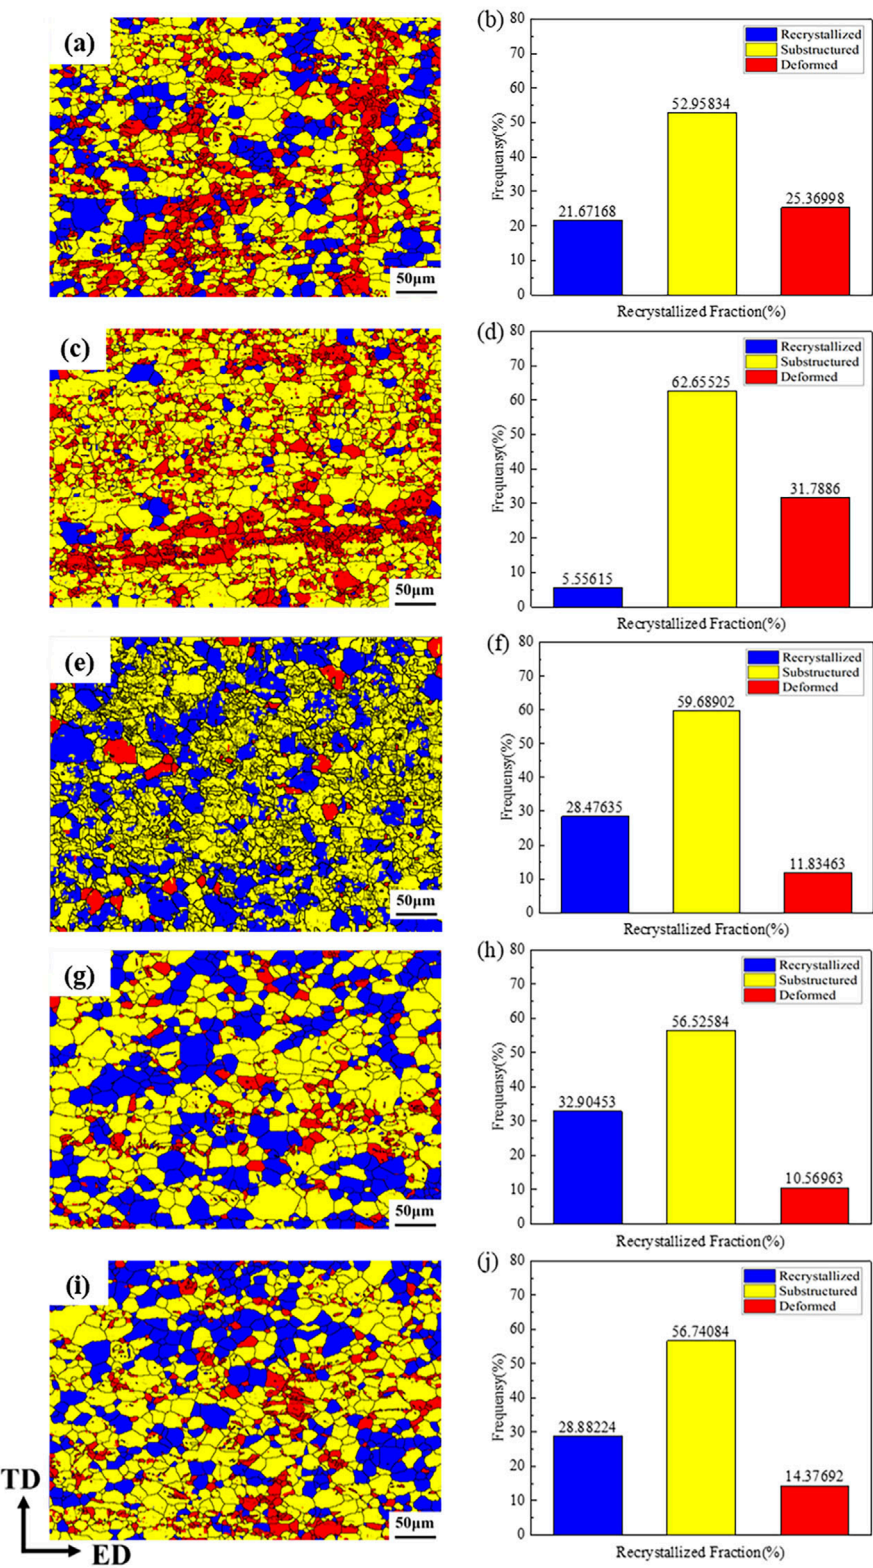 (a)
50μm
(b)
Recrystallized
Substructured
Deformed
80
70
60
50
40
30
20
10
0
Frequensy(%)
21.67168
52.95834
25.36998
Recrystallized Fraction(%)
(c)
50μm
(d)
Recrystallized
Substructured
Deformed
80
70
60
50
40
30
20
10
0
Frequensy(%)
5.55615
62.65525
31.7886
Recrystallized Fraction(%)
(e)
50μm
(f)
Recrystallized
Substructured
Deformed
80
70
60
50
40
30
20
10
0
Frequensy(%)
28.47635
59.68902
11.83463
Recrystallized Fraction(%)
(g)
50μm
(h)
Recrystallized
Substructured
Deformed
80
70
60
50
40
30
20
10
0
Frequensy(%)
32.90453
56.52584
10.56963
Recrystallized Fraction(%)
(i)
50μm
(j)
Recrystallized
Substructured
Deformed
80
70
60
50
40
30
20
10
0
Frequensy(%)
28.88224
56.74084
14.37692
Recrystallized Fraction(%)
TD
ED